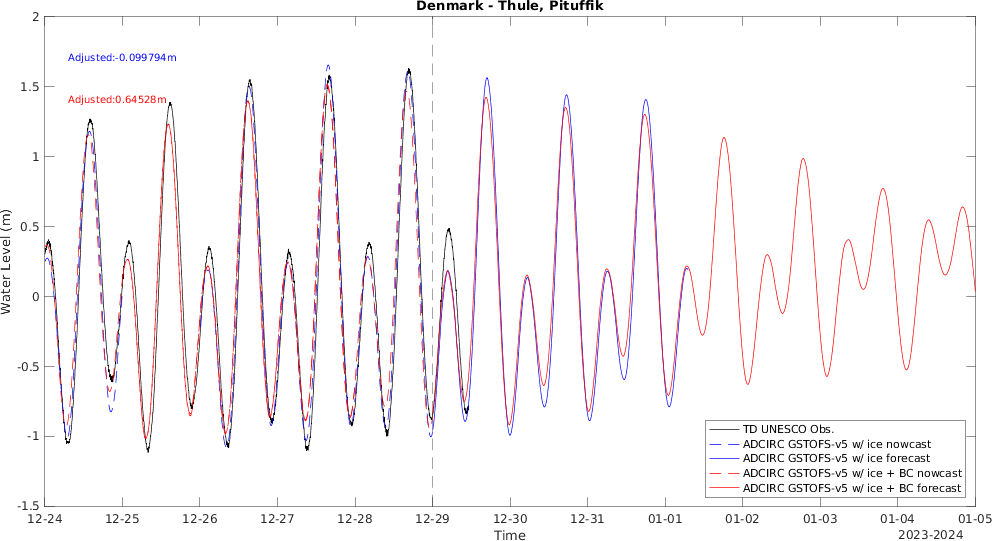 Denmark - Thule, Pituffik
2
1.5
1
0.5
0
-0.5
-1
-1.5
Water Level (m)
Adjusted:-0.099794m
Adjusted:0.64528m
TD UNESCO Obs.
ADCIRC GSTOFS-v5 w/ ice nowcast
ADCIRC GSTOFS-v5 w/ ice forecast
ADCIRC GSTOFS-v5 w/ ice + BC nowcast
ADCIRC GSTOFS-v5 w/ ice + BC forecast
12-24 12-25 12-26 12-27 12-28 12-29 12-30 12-31 01-01 01-02 01-03 01-04 01-05
Time
2023-2024